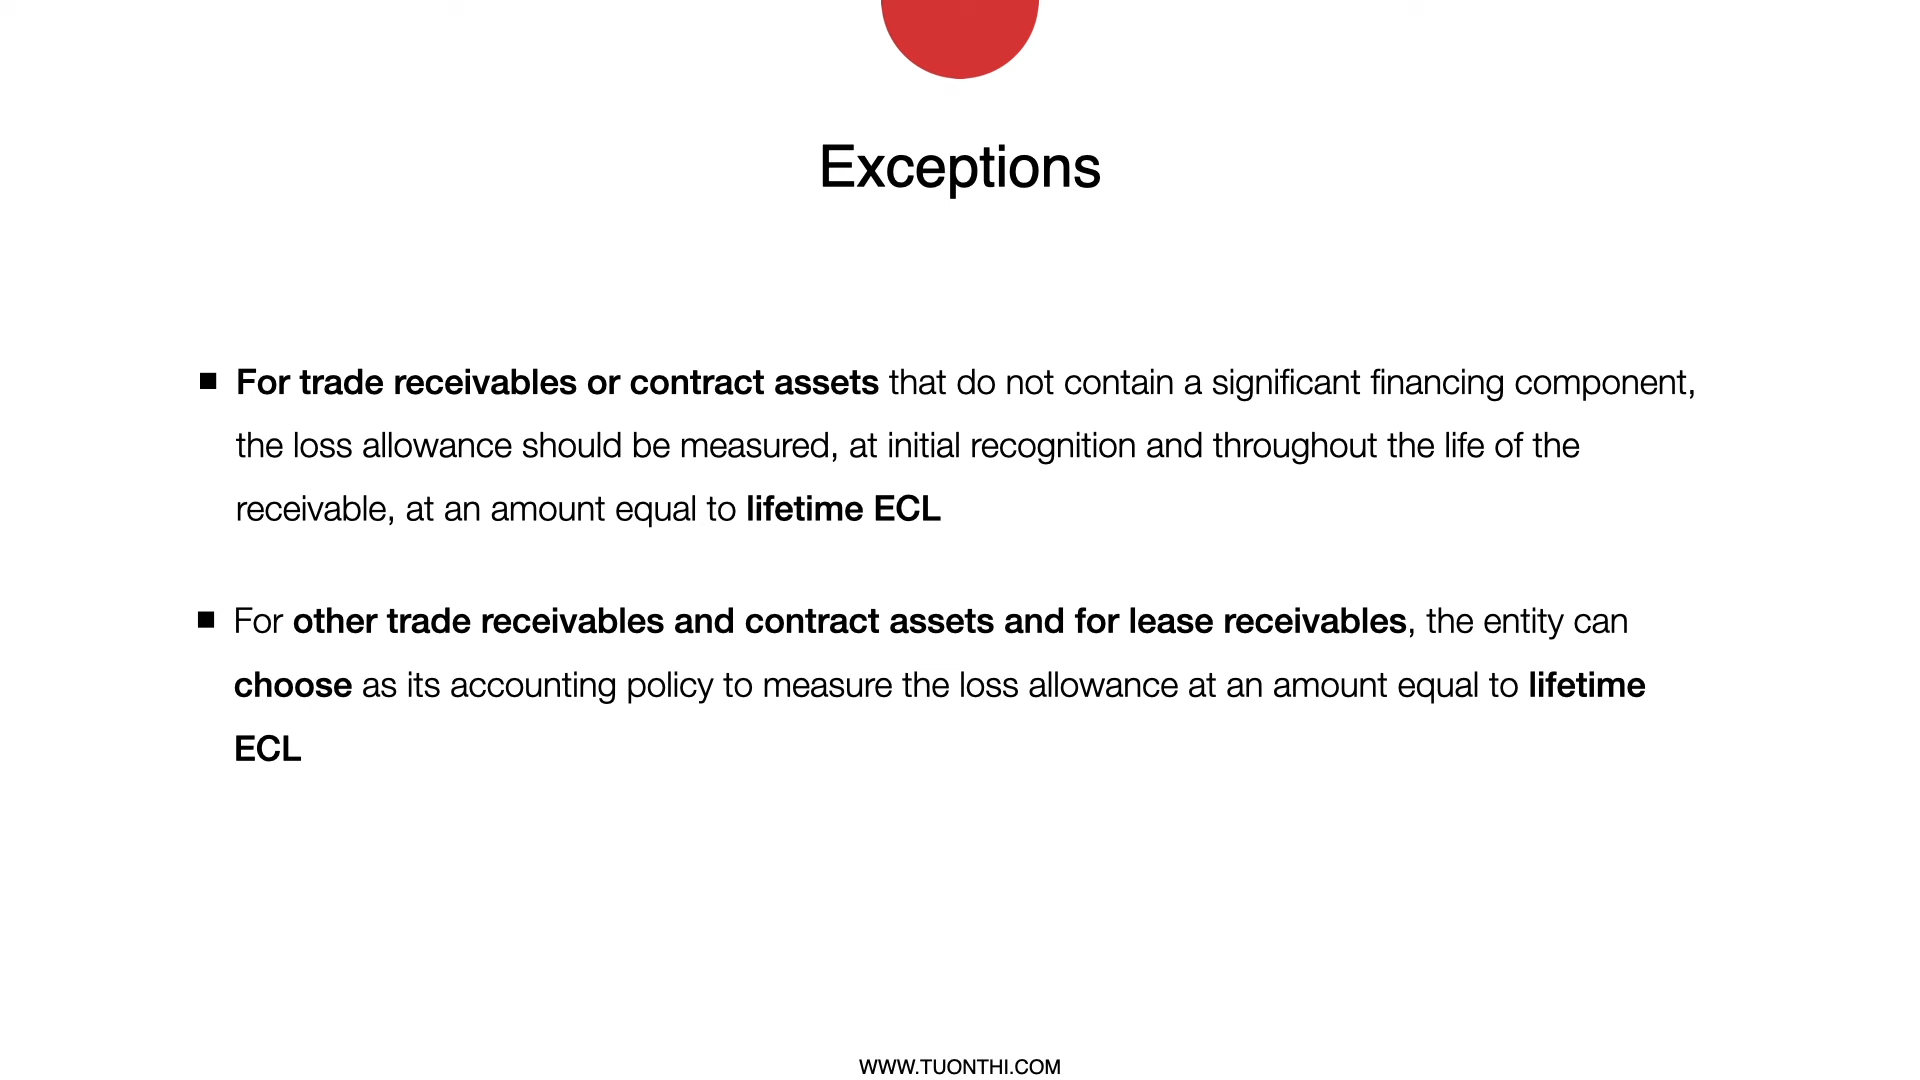 Exceptions
■ For trade receivables or contract assets that do not contain a significant financing component,
the loss allowance should be measured, at initial recognition and throughout the life of the
receivable, at an amount equal to lifetime ECL
■ For other trade receivables and contract assets and for lease receivables, the entity can
choose as its accounting policy to measure the loss allowance at an amount equal to lifetime
ECL
WWW.TUONTHI.COM